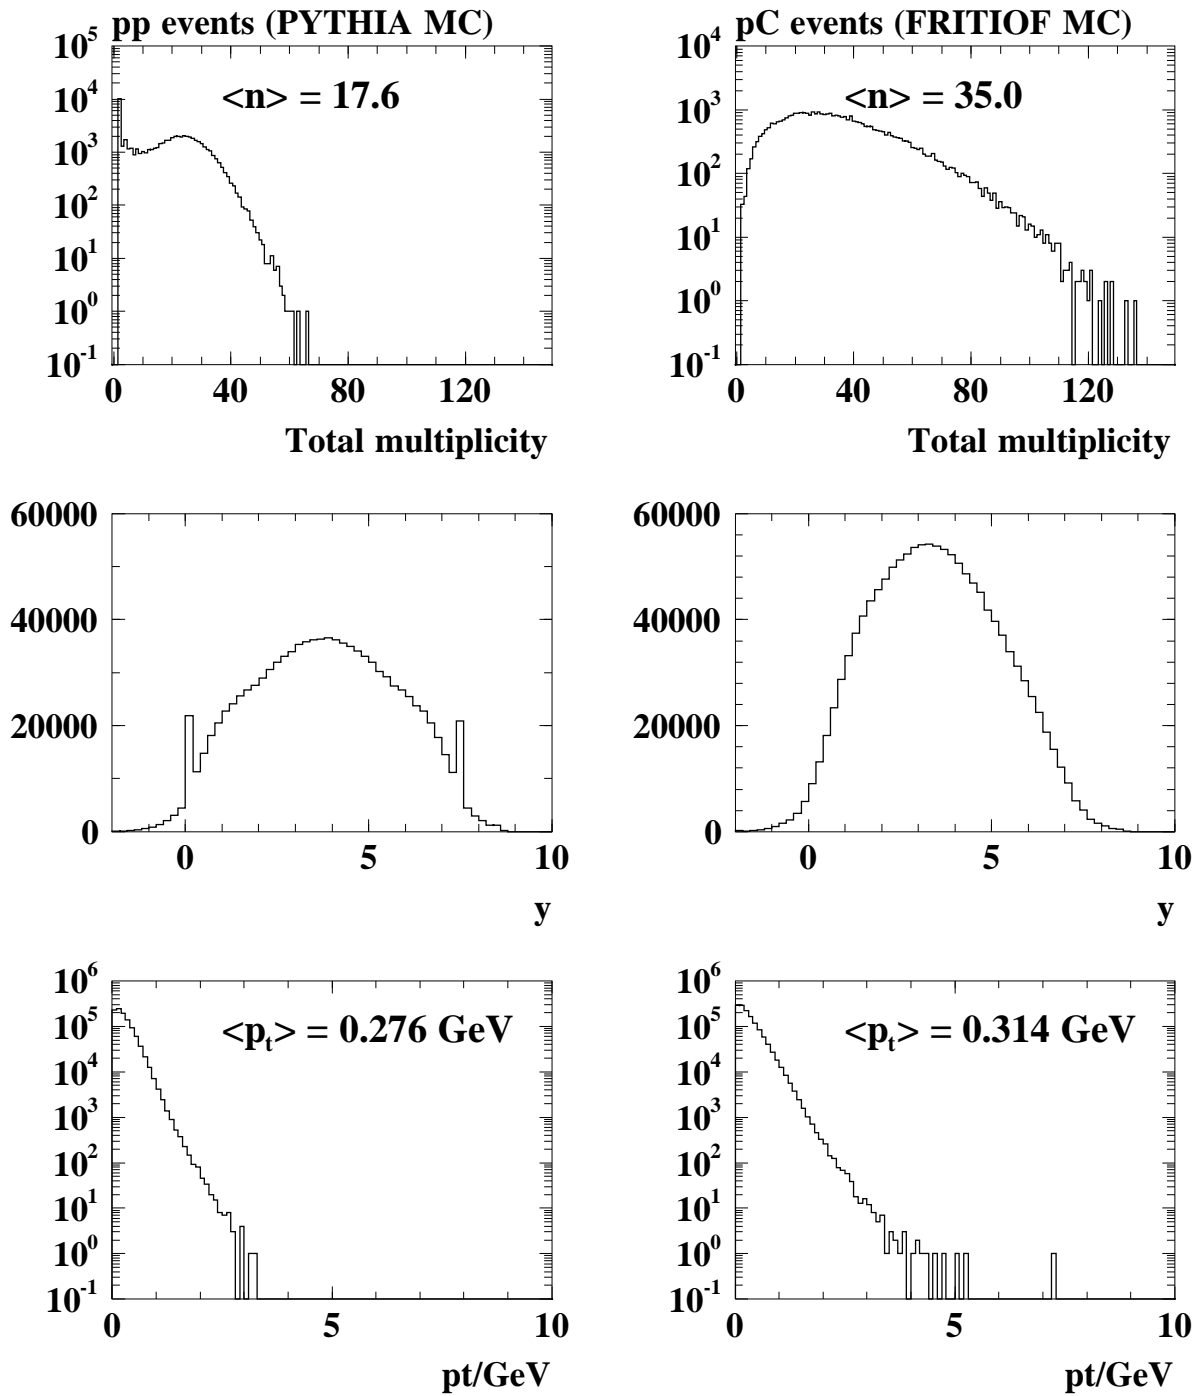 pp events (PYTHIA MC)
pC events (FRITIOF MC)
10^5
10^4
10^3
10^2
10^1
10^0
10^-1
<n> = 17.6
0 40 80 120
Total multiplicity
10^4
10^3
10^2
10^1
10^0
10^-1
<n> = 35.0
0 40 80 120
Total multiplicity
60000
40000
20000
0
0 5 10
y
60000
40000
20000
0
0 5 10
y
10^6
10^5
10^4
10^3
10^2
10^1
10^0
10^-1
<p_t> = 0.276 GeV
0 5 10
pt/GeV
10^6
10^5
10^4
10^3
10^2
10^1
10^0
10^-1
<p_t> = 0.314 GeV
0 5 10
pt/GeV